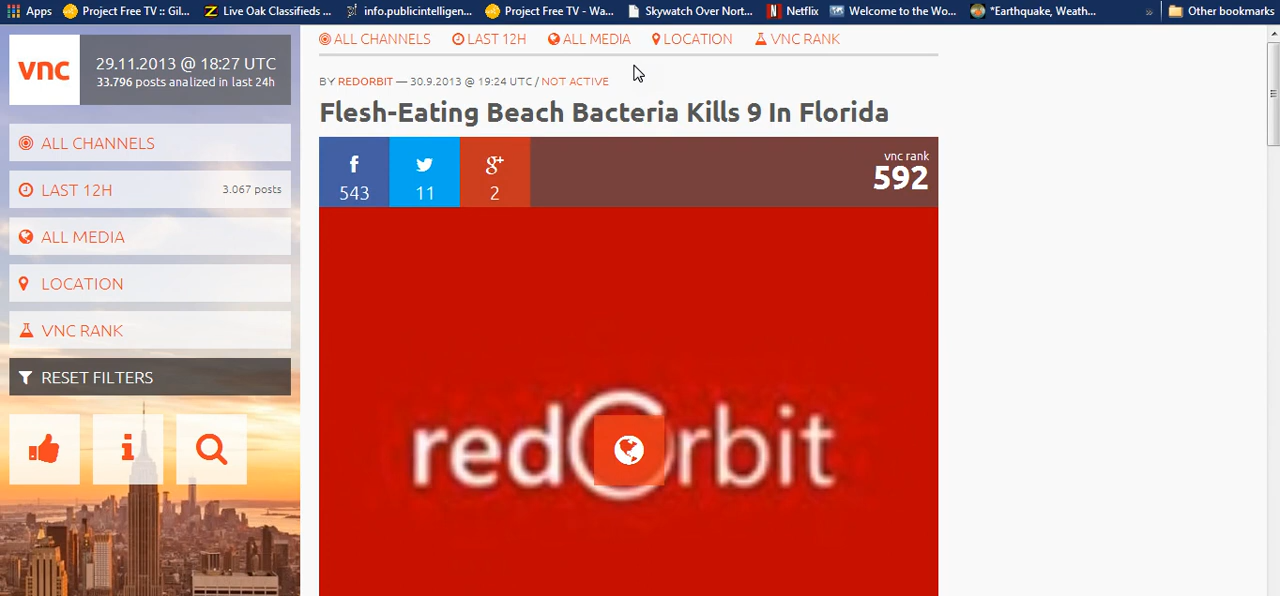 Apps Project Free TV :: Gil... Live Oak Classifieds ... info.publicintelligen... Project Free TV - Wa... Skywatch Over Nort... Netflix Welcome to the Wo... *Earthquake, Weath... » Other bookmarks
vnc
29.11.2013 @ 18:27 UTC
33.796 posts analized in last 24h
ALL CHANNELS
LAST 12H 3.067 posts
ALL MEDIA
LOCATION
VNC RANK
RESET FILTERS
ALL CHANNELS LAST 12H ALL MEDIA LOCATION VNC RANK
BY REDORBIT — 30.9.2013 @ 19:24 UTC / NOT ACTIVE
Flesh-Eating Beach Bacteria Kills 9 In Florida
543 11 2
vnc rank
592
redOrbit